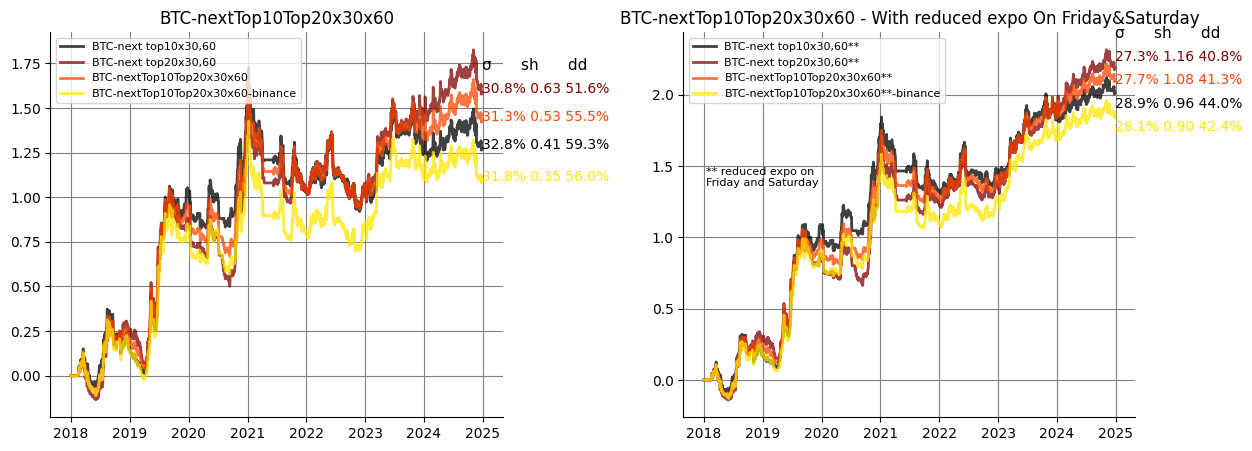 BTC-nextTop10Top20x30x60
BTC-next top10x30,60
BTC-next top20x30,60
BTC-nextTop10Top20x30x60
BTC-nextTop10Top20x30x60-binance
σ sh dd
30.8% 0.63 51.6%
31.3% 0.53 55.5%
32.8% 0.41 59.3%
31.8% 0.35 56.0%
1.75
1.50
1.25
1.00
0.75
0.50
0.25
0.00
2018 2019 2020 2021 2022 2023 2024 2025
BTC-nextTop10Top20x30x60 - With reduced expo On Friday&Saturday
BTC-next top10x30,60**
BTC-next top20x30,60**
BTC-nextTop10Top20x30x60**
BTC-nextTop10Top20x30x60**-binance
σ sh dd
27.3% 1.16 40.8%
27.7% 1.08 41.3%
28.9% 0.96 44.0%
28.1% 0.90 42.4%
** reduced expo on
Friday and Saturday
2.0
1.5
1.0
0.5
0.0
2018 2019 2020 2021 2022 2023 2024 2025